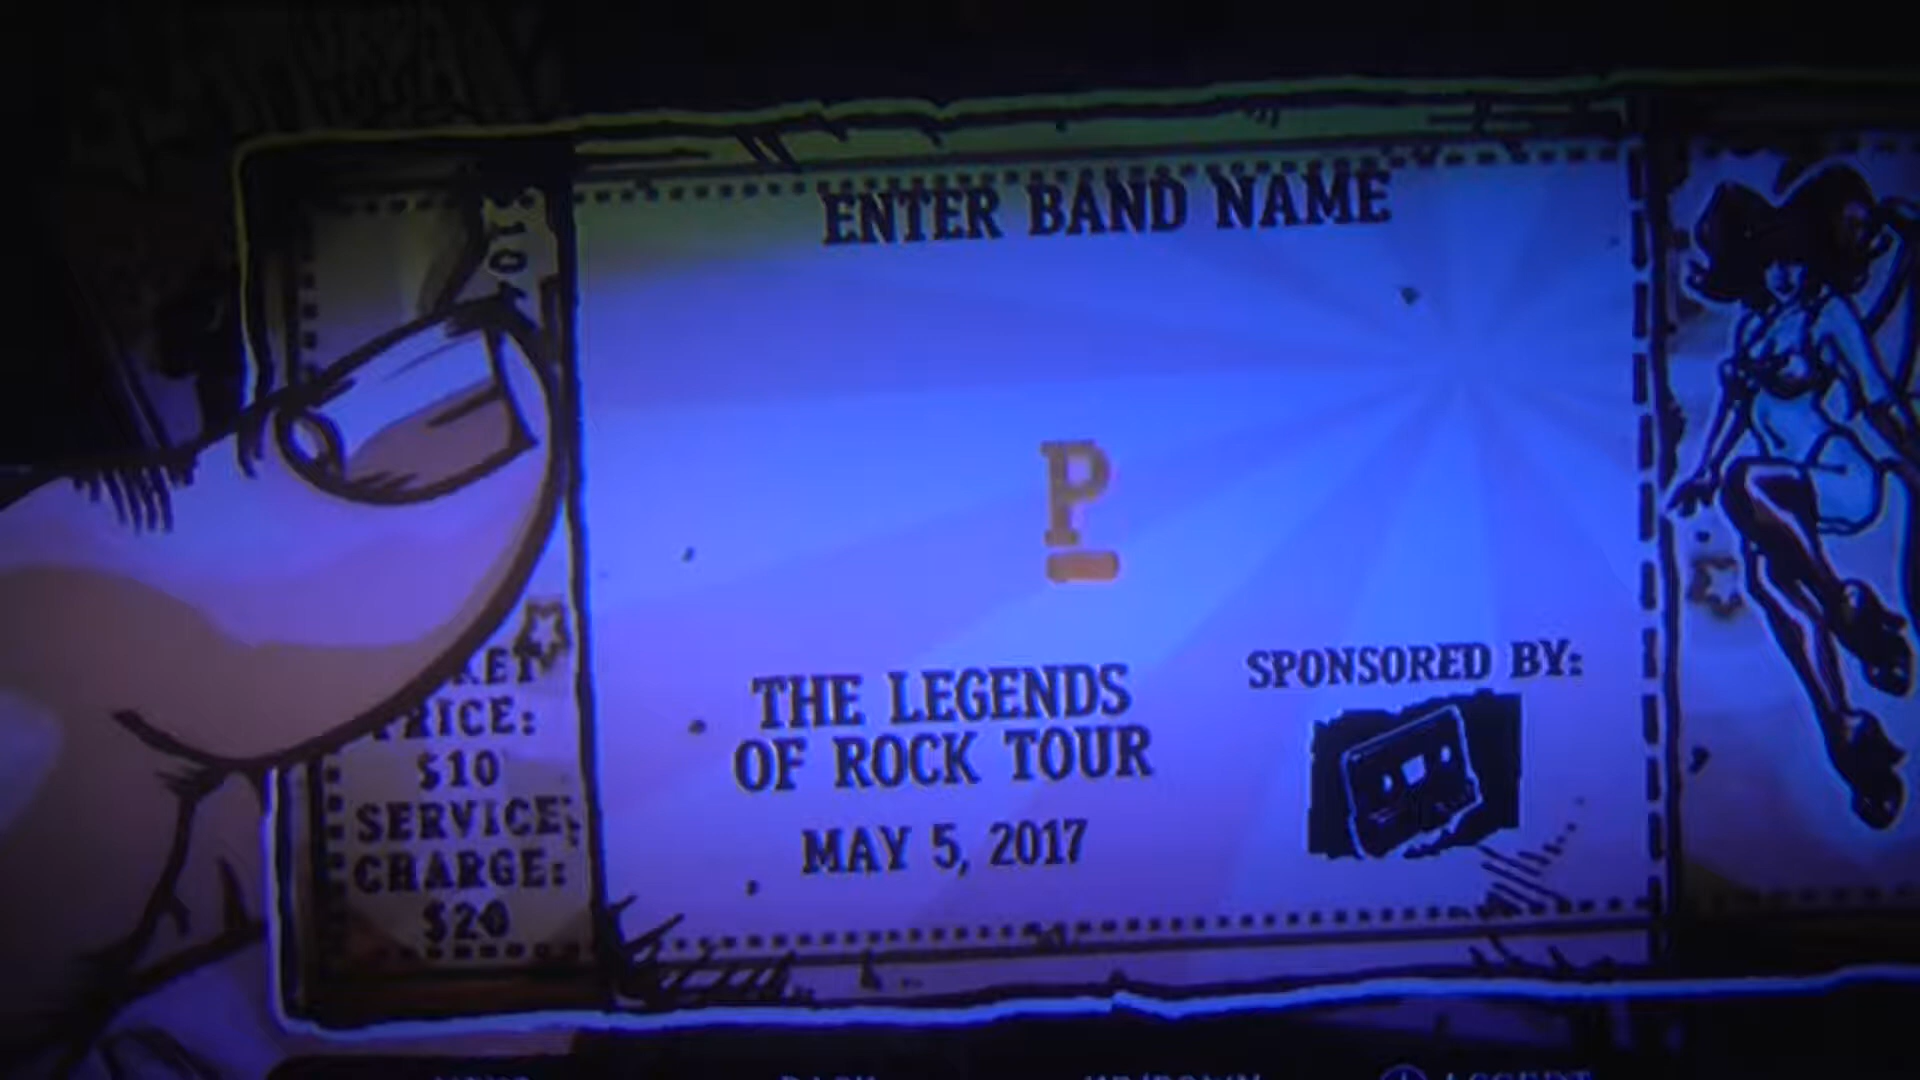 ENTER BAND NAME
P
THE LEGENDS
OF ROCK TOUR
MAY 5, 2017
SPONSORED BY:
PRICE:
$10
SERVICE
CHARGE:
$20